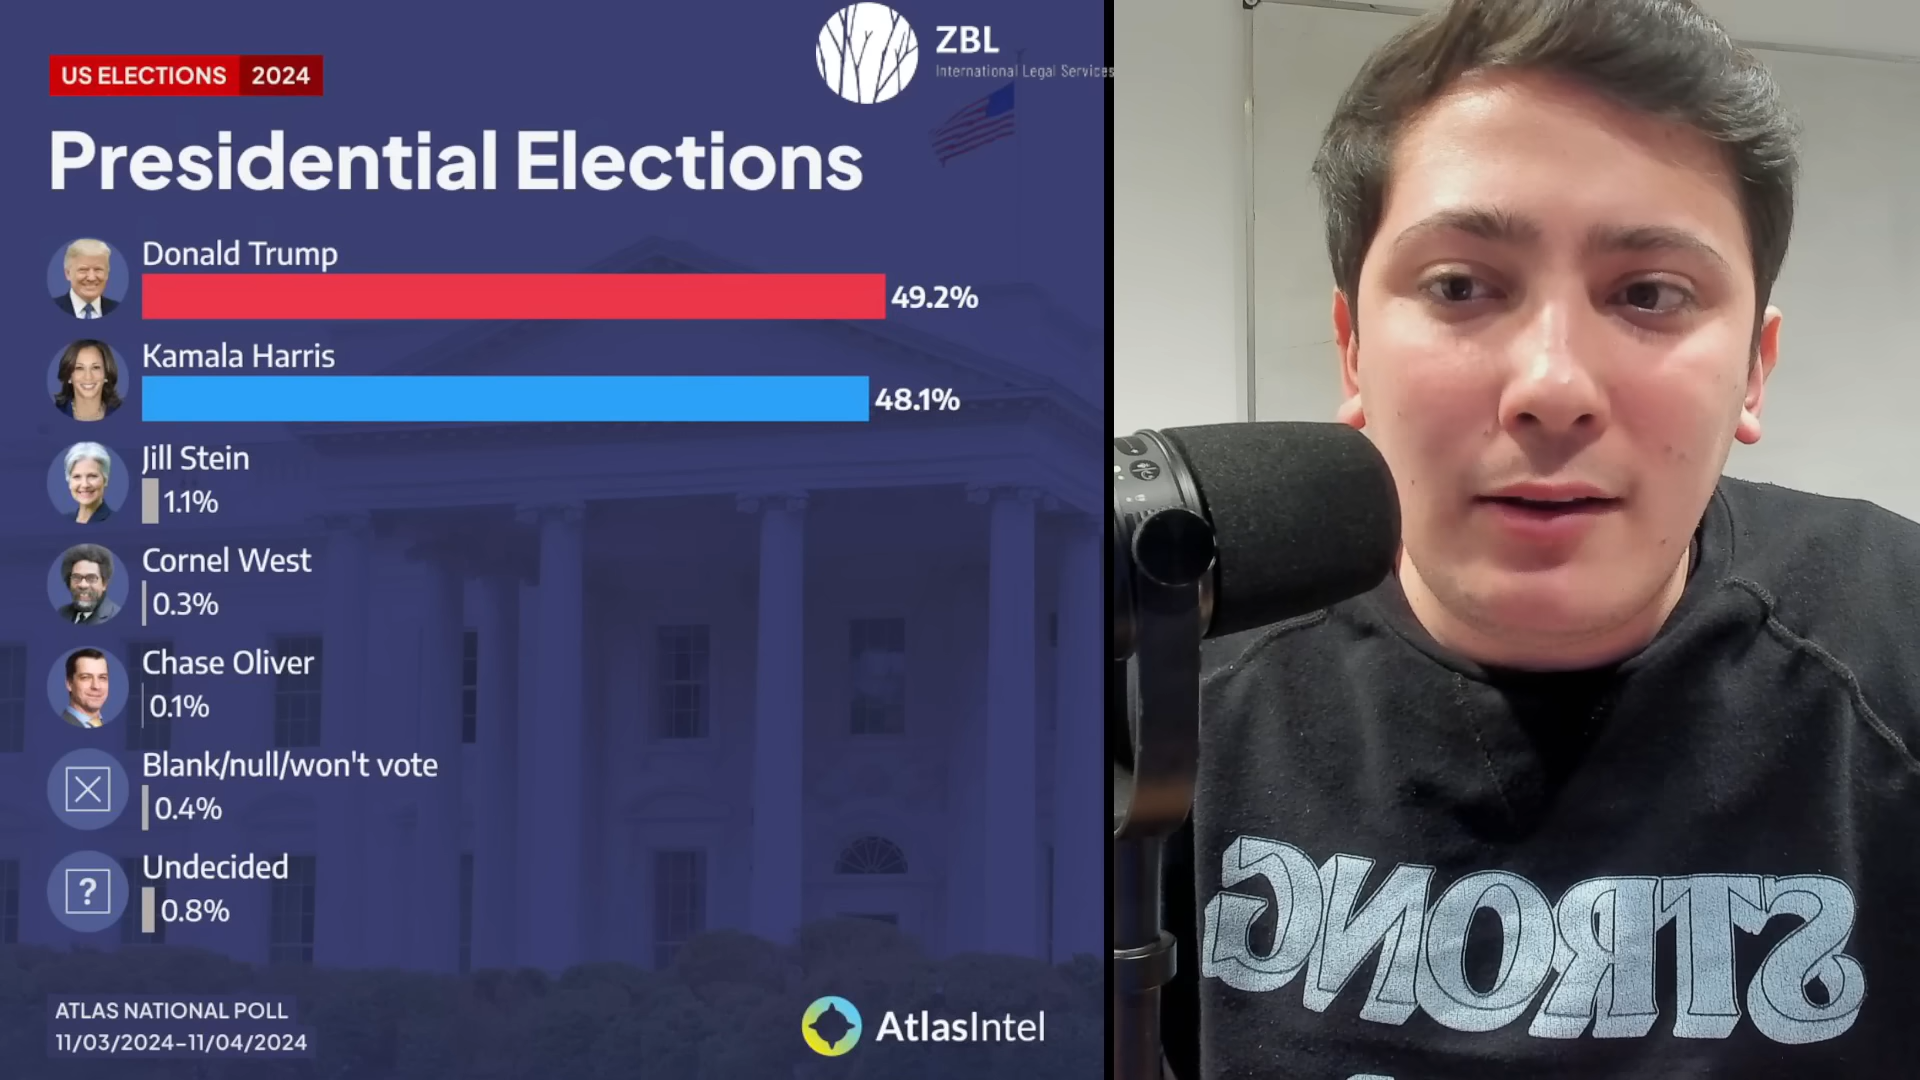 ZBL
International Legal Services
US ELECTIONS 2024
Presidential Elections
Donald Trump
49.2%
Kamala Harris
48.1%
Jill Stein
1.1%
Cornel West
0.3%
Chase Oliver
0.1%
Blank/null/won't vote
0.4%
?
Undecided
0.8%
ATLAS NATIONAL POLL
11/03/2024-11/04/2024
AtlasIntel
STRONG